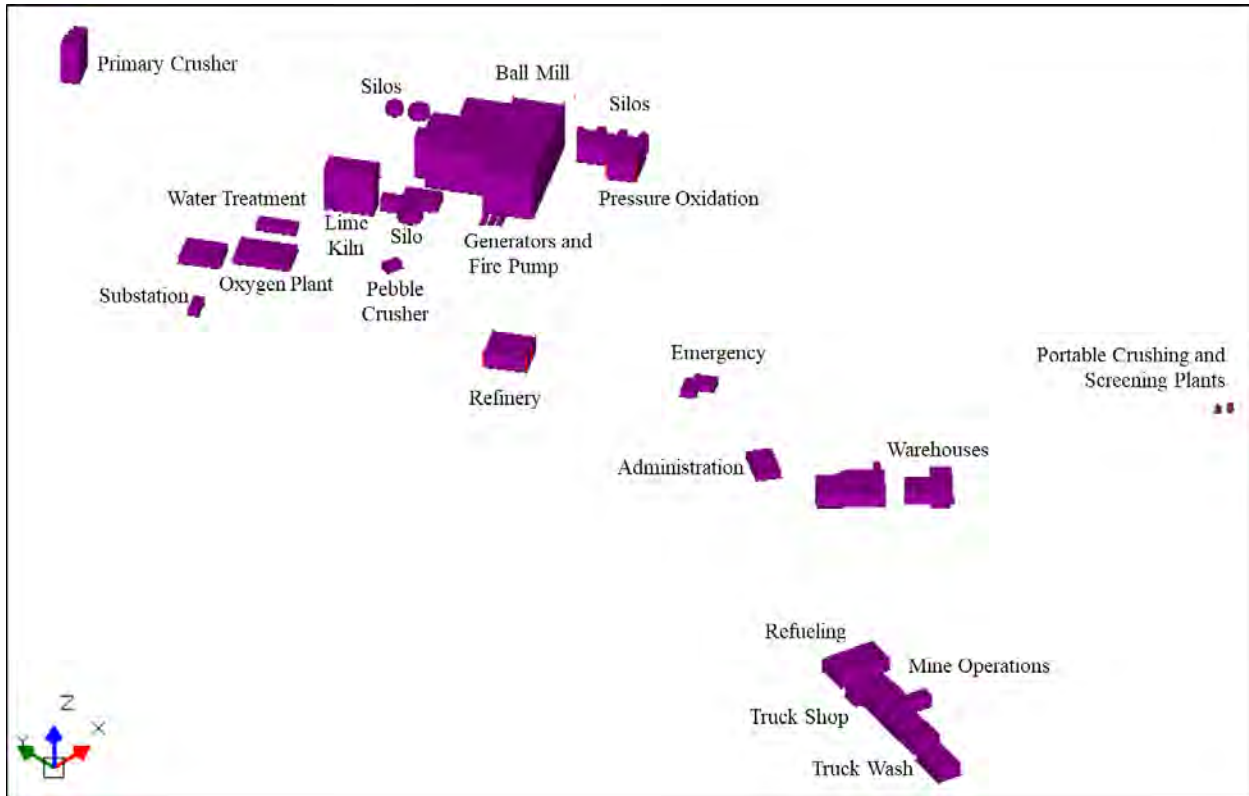 Primary Crusher
Ball Mill
Silos
Silos
Pressure Oxidation
Water Treatment
Lime
Kiln
Silo
Generators and
Fire Pump
Oxygen Plant
Substation
Pebble
Crusher
Refinery
Emergency
Portable Crushing and
Screening Plants
Administration
Warehouses
Refueling
Mine Operations
Truck Shop
Truck Wash
Z
X
Y